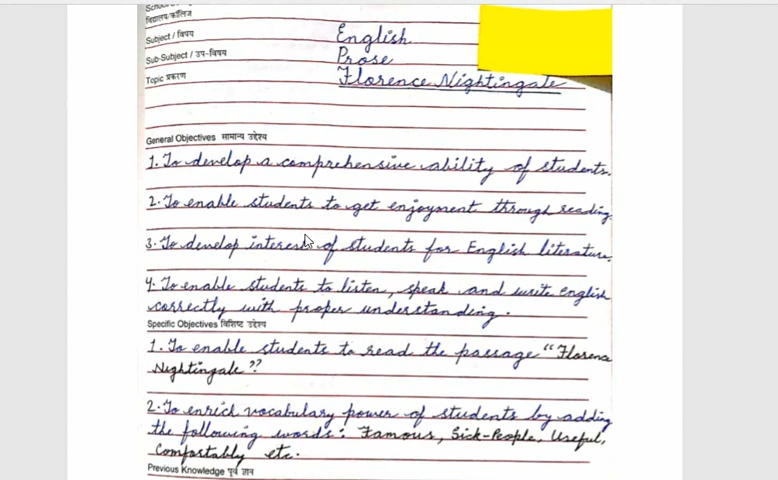 School
विद्यालय/कॉलिज
Subject / विषय English
Sub-Subject / उप-विषय Prose
Topic प्रकरण Florence Nightingale
General Objectives सामान्य उद्देश्य
1. To develop a comprehensive ability of students.
2. To enable students to get enjoyment through reading
3. To develop interest of students for English literature.
4. To enable students to listen, speak and write english
correctly with proper understanding.
Specific Objectives विशिष्ट उद्देश्य
1. To enable students to read the passage "Florence
Nightingale"
2. To enrich vocabulary power of students by adding
the following words: Famous, Sick-People, Useful,
Comfortably etc.
Previous Knowledge पूर्व ज्ञान